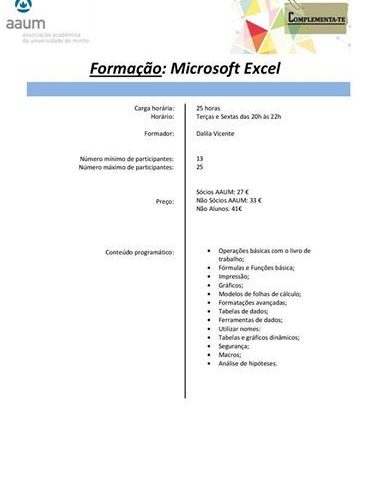 aaum
associação académica
da universidade do minho
COMPLEMENTA-TE
Formação: Microsoft Excel
Carga horária: 25 horas
Horário: Terças e Sextas das 20h às 22h
Formador: Dalila Vicente
Número mínimo de participantes: 13
Número máximo de participantes: 25
Preço:
Sócios AAUM: 27 €
Não Sócios AAUM: 33 €
Não Alunos: 41€
Conteúdo programático:
• Operações básicas com o livro de
trabalho;
• Fórmulas e Funções básica;
• Impressão;
• Gráficos;
• Modelos de folhas de cálculo;
• Formatações avançadas;
• Tabelas de dados;
• Ferramentas de dados;
• Utilizar nomes:
• Tabelas e gráficos dinâmicos;
• Segurança;
• Macros;
• Análise de hipóteses.